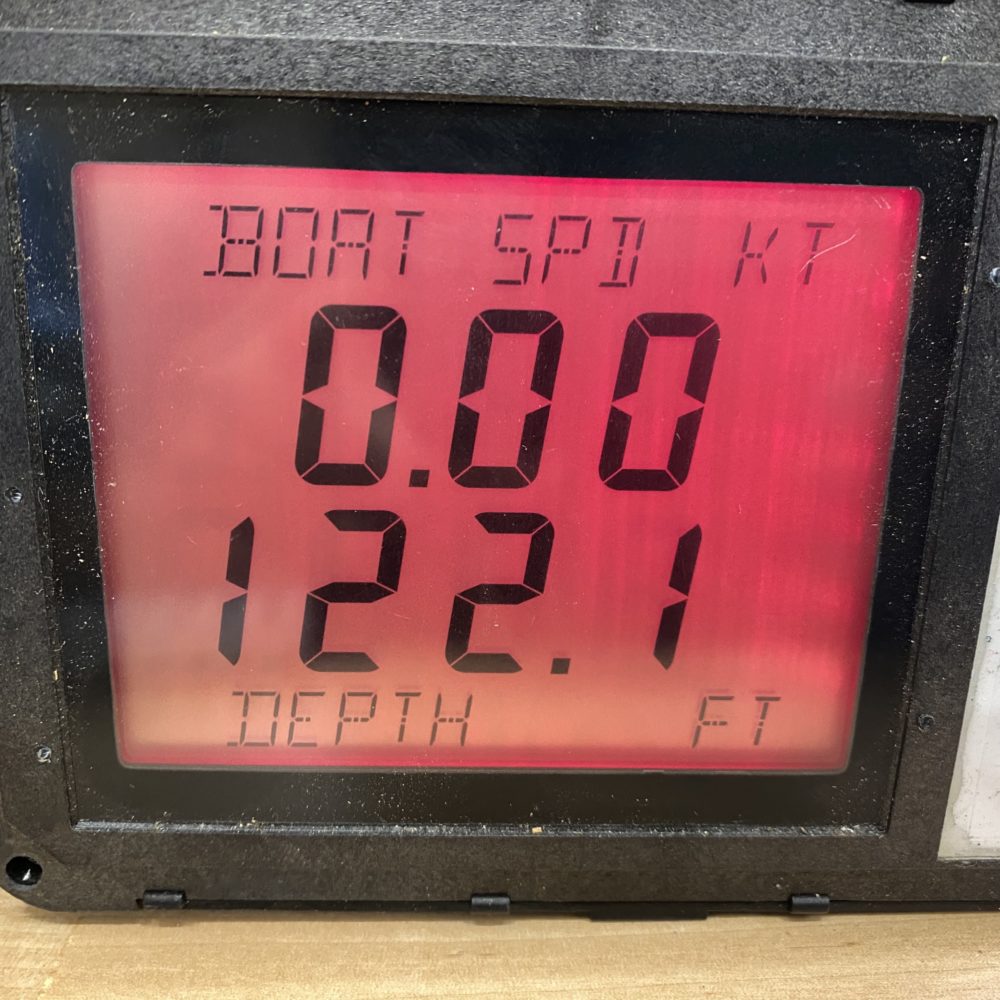 BOAT SPD KT
0.00
122.1
DEPTH FT